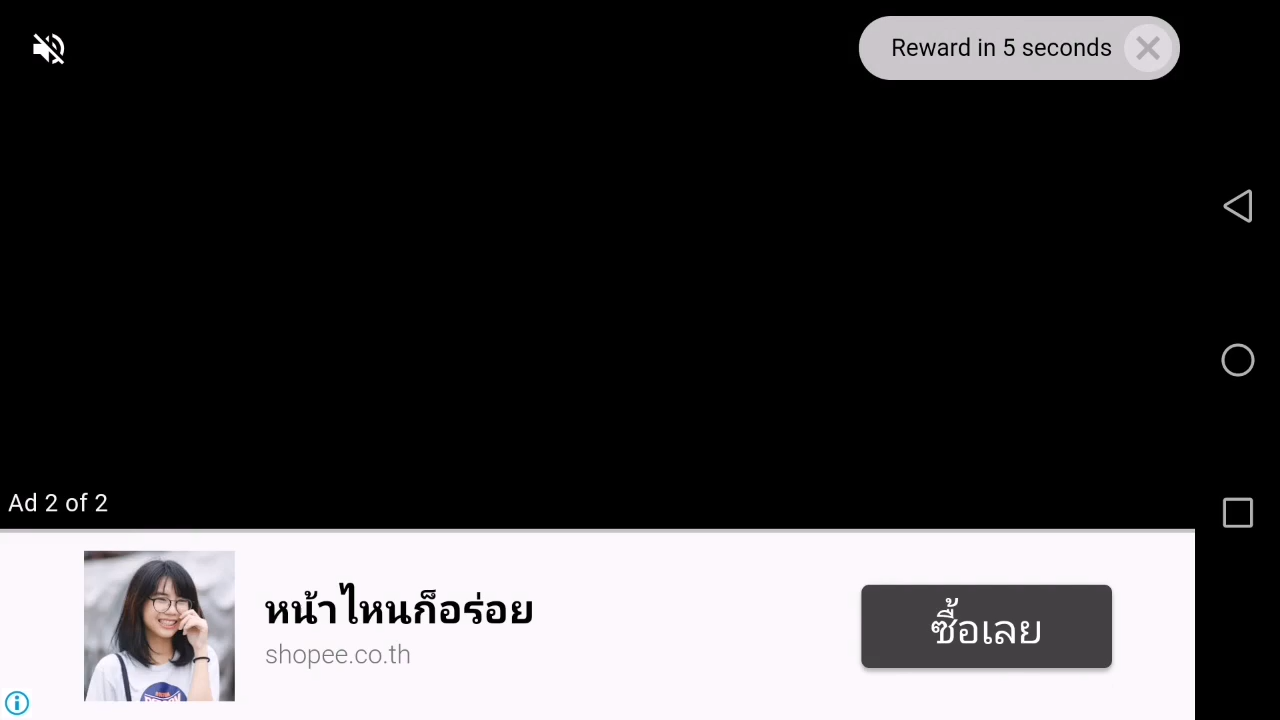 Reward in 5 seconds
Ad 2 of 2
หน้าไหนก็อร่อย
shopee.co.th
ซื้อเลย